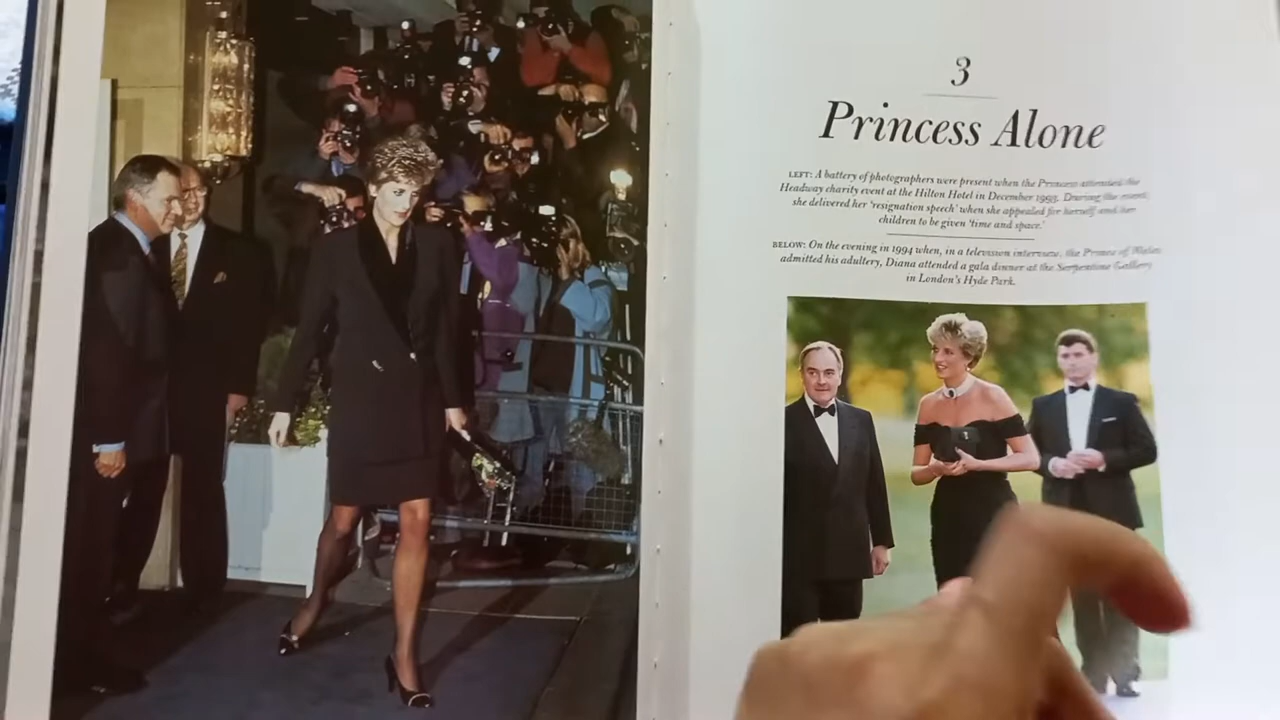 3
Princess Alone
LEFT: A battery of photographers were present when the Princess attended the
Headway charity event at the Hilton Hotel in December 1993. During the event,
she delivered her ‘resignation speech’ when she appealed for herself and her
children to be given ‘time and space.’
BELOW: On the evening in 1994 when, in a television interview, the Prince of Wales
admitted his adultery, Diana attended a gala dinner at the Serpentine Gallery
in London’s Hyde Park.